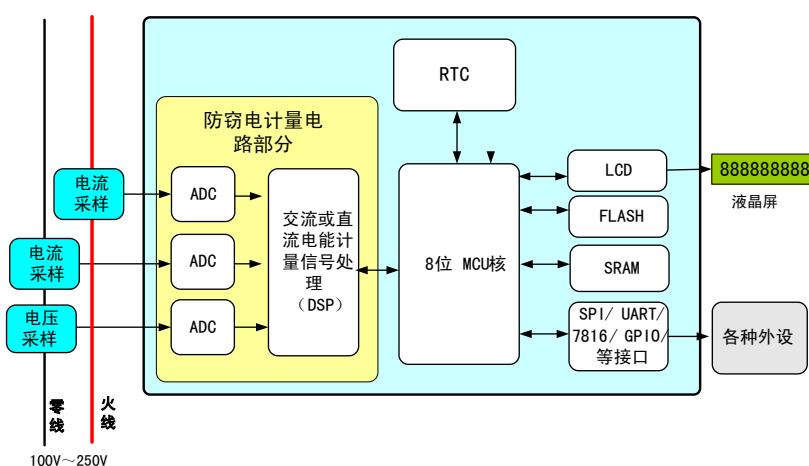 RTC
防窃电计量电
路部分
电流
采样
ADC
交流或直
流电能计
量信号处
理
（DSP）
电流
采样
ADC
电压
采样
ADC
8位 MCU核
LCD
FLASH
SRAM
SPI/ UART/
7816/ GPIO/
等接口
888888888
液晶屏
各种外设
零
线
火
线
100V～250V